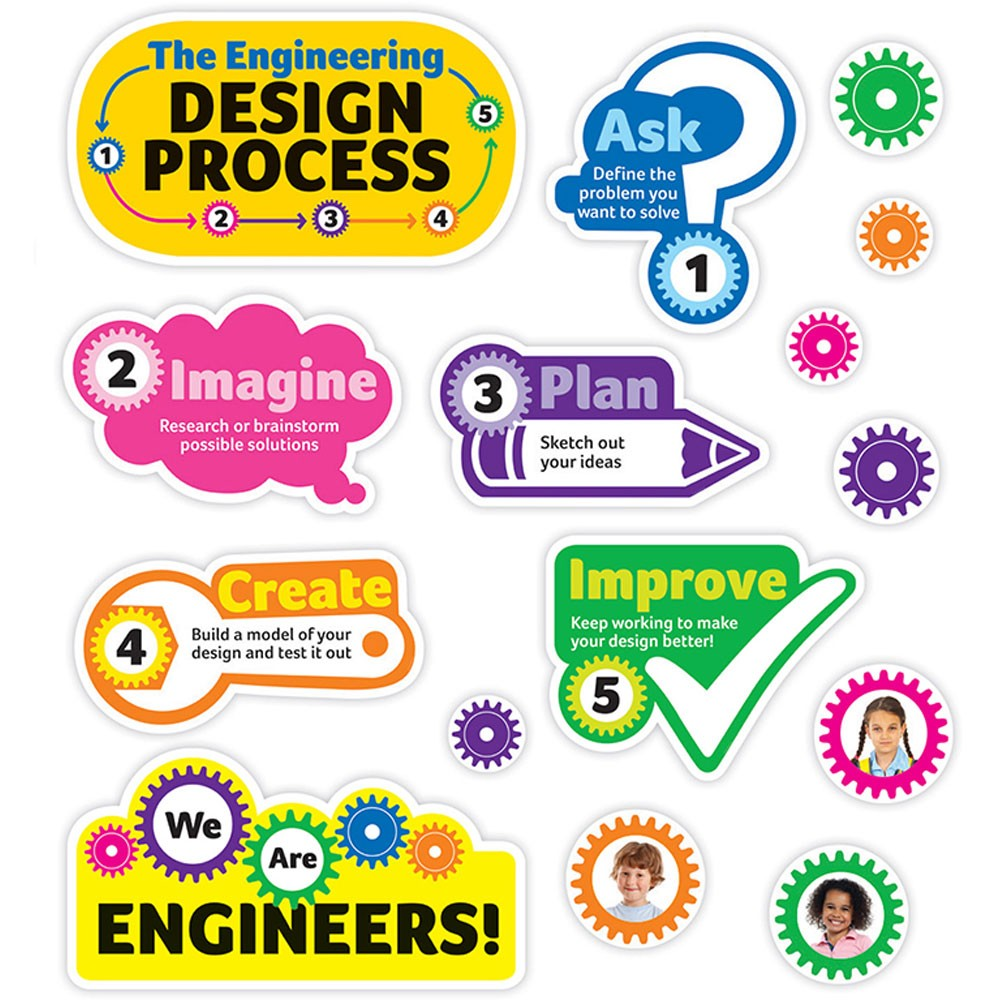 The Engineering
DESIGN
PROCESS
1
2
3
4
5
Ask
Define the
problem you
want to solve
1
2
Imagine
Research or brainstorm
possible solutions
3
Plan
Sketch out
your ideas
4
Create
Build a model of your
design and test it out
Improve
Keep working to make
your design better!
5
We
Are
ENGINEERS!